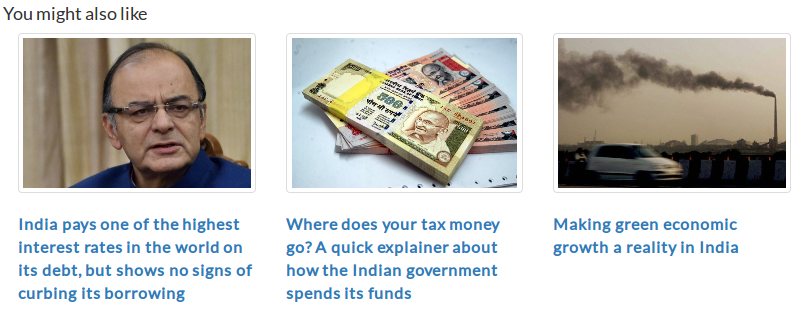 You might also like
India pays one of the highest
interest rates in the world on
its debt, but shows no signs of
curbing its borrowing
Where does your tax money
go? A quick explainer about
how the Indian government
spends its funds
Making green economic
growth a reality in India